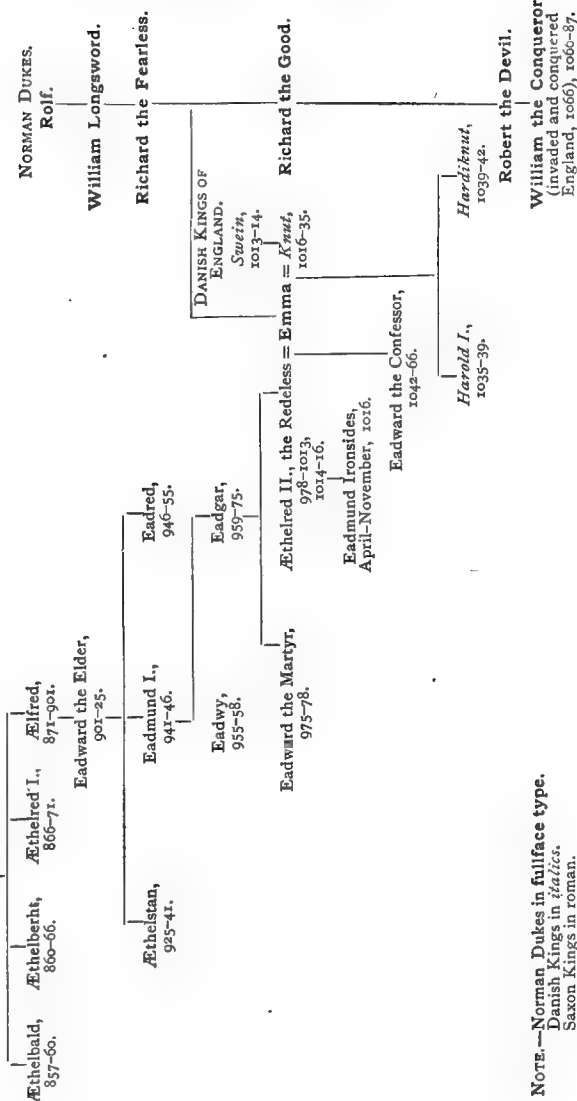 Æthelbald,
857–60.
Æthelberht,
860–66.
Æthelred I.,
866–71.
Ælfred,
871–901.
Eadward the Elder,
901–25.
Æthelstan,
925–41.
Eadmund I.,
941–46.
Eadred,
946–55.
Eadwy,
955–58.
Eadgar,
959–75.
Eadward the Martyr,
975–78.
Æthelred II., the Redeless = Emma = Knut,
978–1013,
1014–16.
1016–35.
Eadmund Ironsides,
April–November, 1016.
Eadward the Confessor,
1042–66.
Harold I.,
1035–39.
Hardiknut,
1039–42.
DANISH KINGS OF
ENGLAND.
Swein,
1013–14.
NORMAN DUKES.
Rolf.
William Longsword.
Richard the Fearless.
Richard the Good.
Robert the Devil.
William the Conqueror
(invaded and conquered
England, 1066), 1060–87.
NOTE.—Norman Dukes in fullface type.
Danish Kings in italics.
Saxon Kings in roman.